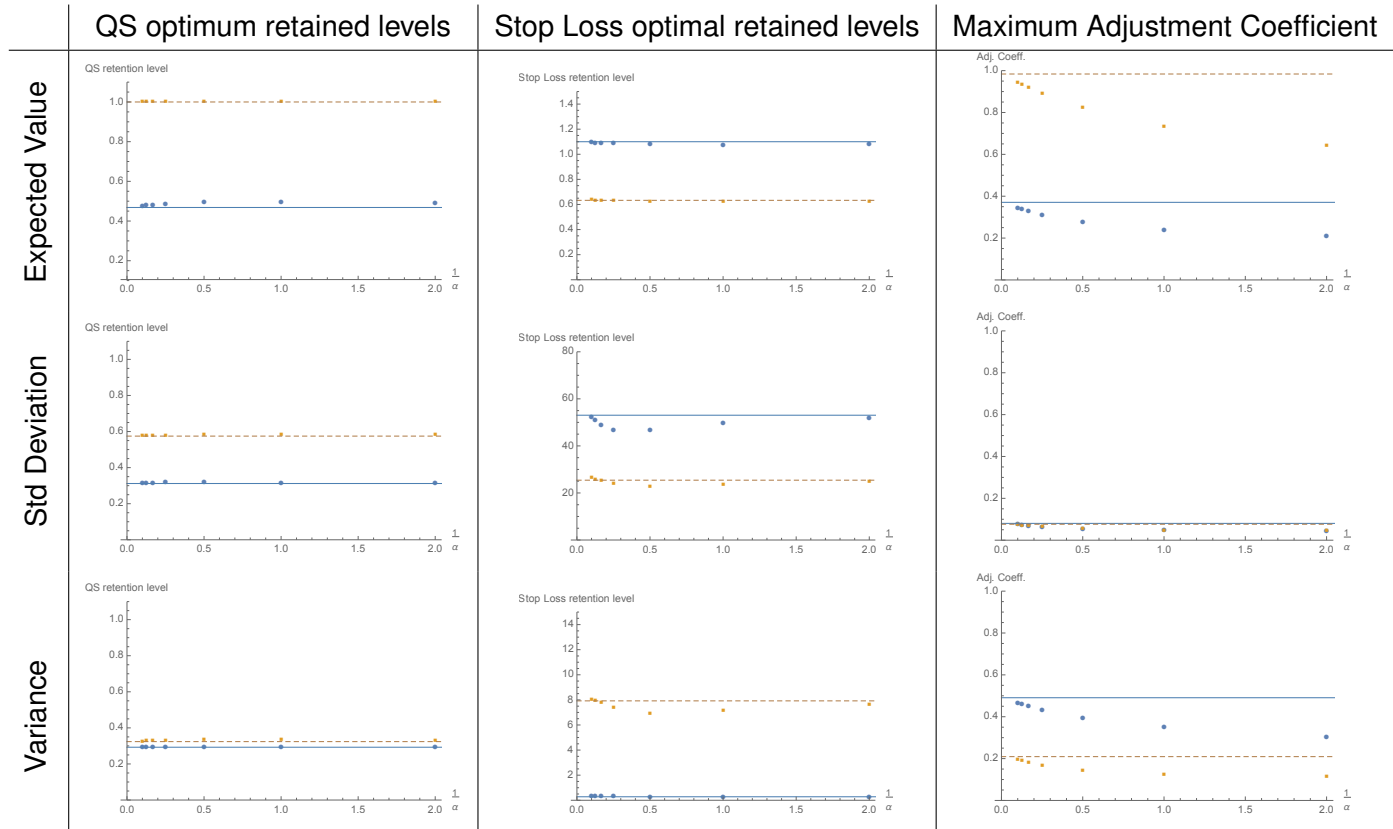 QS optimum retained levels
Stop Loss optimal retained levels
Maximum Adjustment Coefficient
Expected Value
QS retention level
1.0
0.8
0.6
0.4
0.2
0.0 0.5 1.0 1.5 2.0
1
α
Stop Loss retention level
1.4
1.2
1.0
0.8
0.6
0.4
0.2
0.0 0.5 1.0 1.5 2.0
1
α
Adj. Coeff.
1.0
0.8
0.6
0.4
0.2
0.0 0.5 1.0 1.5 2.0
1
α
Std Deviation
QS retention level
1.0
0.8
0.6
0.4
0.2
0.0 0.5 1.0 1.5 2.0
1
α
Stop Loss retention level
80
60
40
20
0.0 0.5 1.0 1.5 2.0
1
α
Adj. Coeff.
1.0
0.8
0.6
0.4
0.2
0.0 0.5 1.0 1.5 2.0
1
α
Variance
QS retention level
1.0
0.8
0.6
0.4
0.2
0.0 0.5 1.0 1.5 2.0
1
α
Stop Loss retention level
14
12
10
8
6
4
2
0.0 0.5 1.0 1.5 2.0
1
α
Adj. Coeff.
1.0
0.8
0.6
0.4
0.2
0.0 0.5 1.0 1.5 2.0
1
α